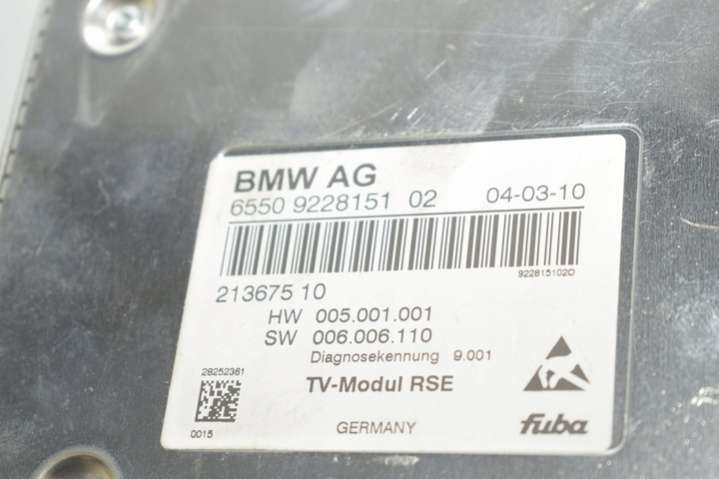 BMW AG
6550 9228151 02 04-03-10
9228151020
213675 10
HW 005.001.001
SW 006.006.110
Diagnosekennung 9.001
28252361
TV-Modul RSE
0015
GERMANY
fuba